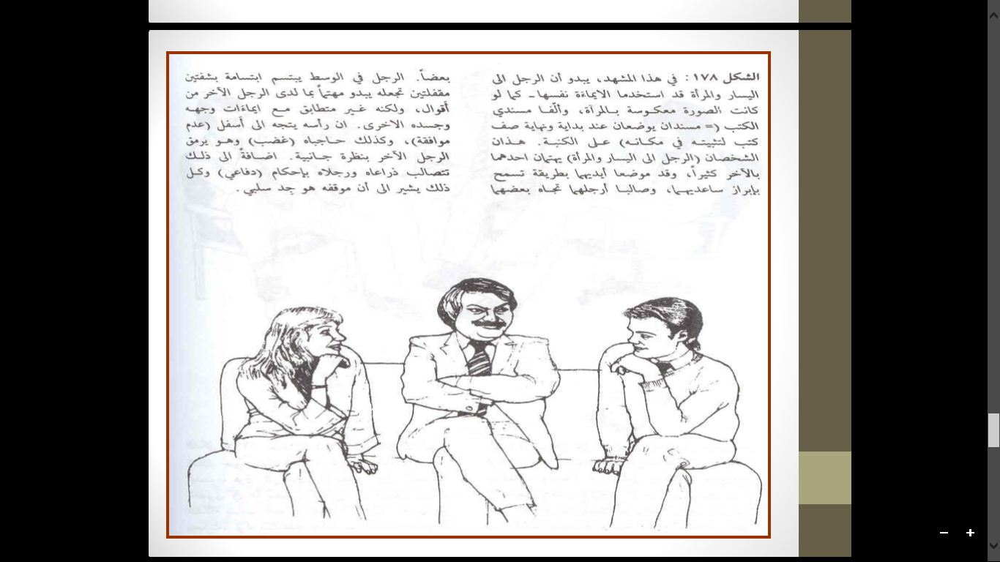 الشكل ١٧٨: في هذا المشهد، يبدو أن الرجل الى
اليسار والمرأة قد استخدما الايماءة نفسها ـ كما لو
كانت الصورة معكوسة بالمرآة، وألّفا مسندي
الكتب (= مسندان يوضعان عند بداية ونهاية صف
كتب لتثبيته في مكانه) على الكنبة. هذان
الشخصان (الرجل الى اليسار والمرأة) يهتمان احدهما
بالآخر كثيراً، وقد موضعا أيديهما بطريقة تسمح
بإبراز ساعديهما، وصالبا أرجلهما تجاه بعضهما
بعضاً. الرجل في الوسط يبتسم ابتسامة بشفتين
مقفلتين تجعله يبدو مهتماً بما لدى الرجل الآخر من
أقوال، ولكنه غير متطابق مع ايماءات وجهه
وجسده الاخرى. ان رأسه يتجه الى أسفل (عدم
موافقة)، وكذلك حاجباه (غضب) وهو يرمق
الرجل الآخر بنظرة جانبية. اضافةً الى ذلك
تتصالب ذراعاه ورجلاه بإحكام (دفاعي) وكل
ذلك يشير الى أن موقفه هو جِد سلبي.